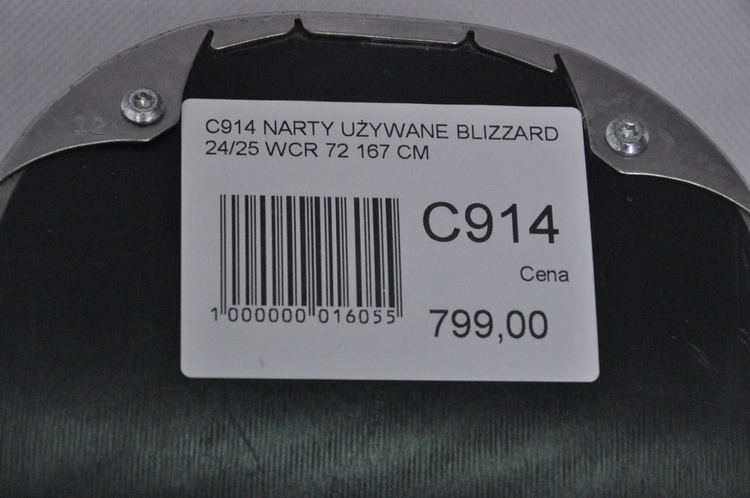 C914 NARTY UŻYWANE BLIZZARD
24/25 WCR 72 167 CM
C914
Cena
799,00
1 000000 016055